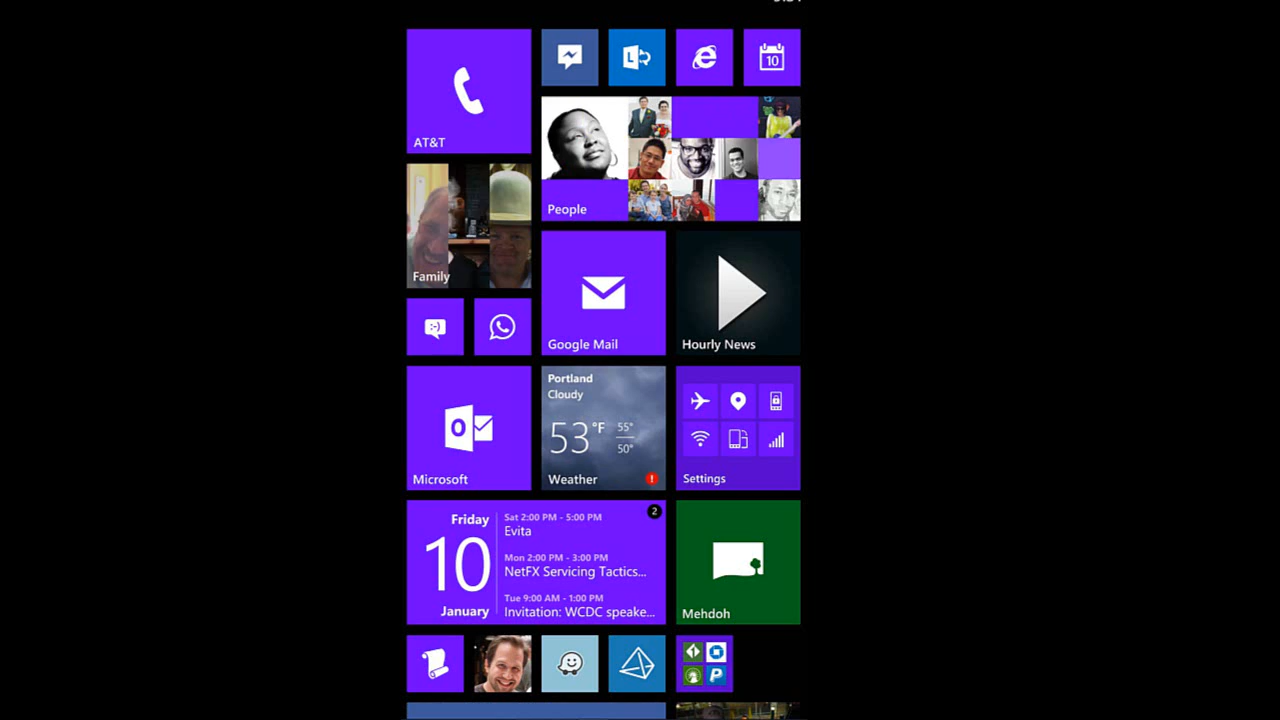 AT&T
10
People
Family
Google Mail
Hourly News
:-)
Portland
Cloudy
53°F
55°
50°
Microsoft
Weather
!
Settings
Friday
10
January
2
Sat 2:00 PM - 5:00 PM
Evita
Mon 2:00 PM - 3:00 PM
NetFX Servicing Tactics...
Tue 9:00 AM - 1:00 PM
Invitation: WCDC speake...
Mehdoh